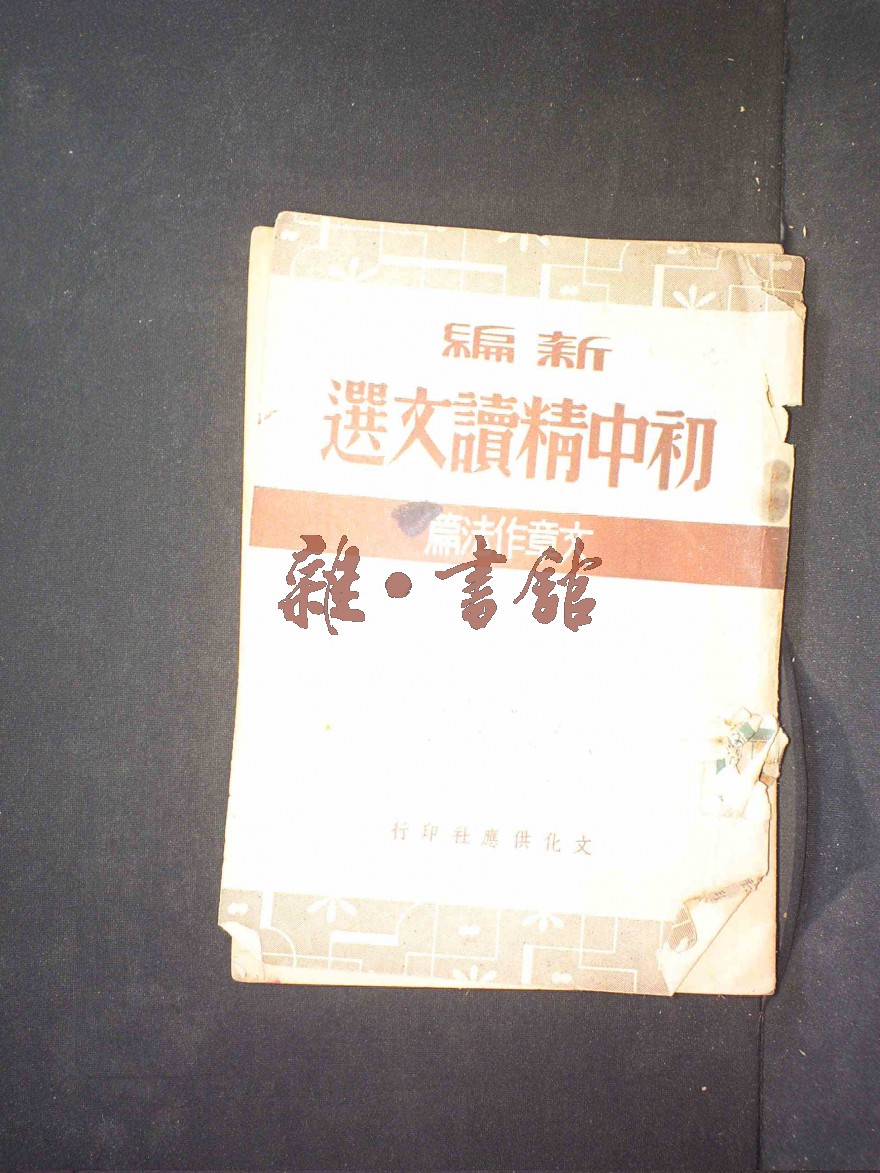 新編
初中精讀文選
文章作法篇
雜·書館
文化供應社印行